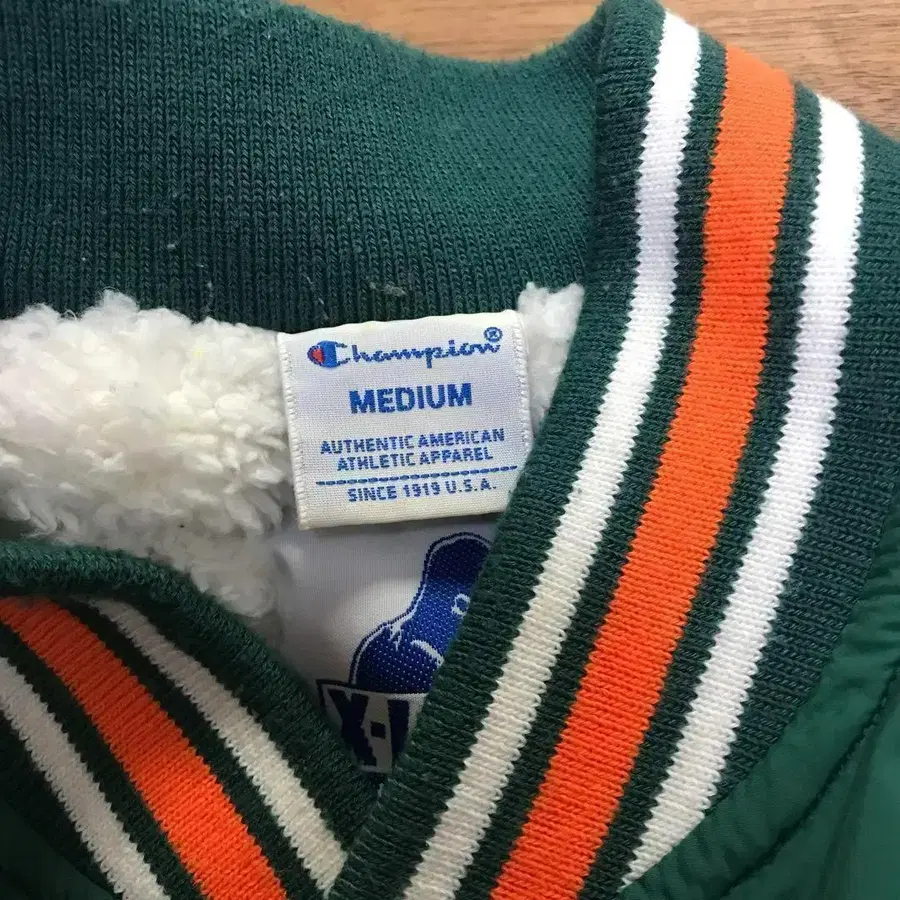 Champion®
MEDIUM
AUTHENTIC AMERICAN
ATHLETIC APPAREL
SINCE 1919 U.S.A.